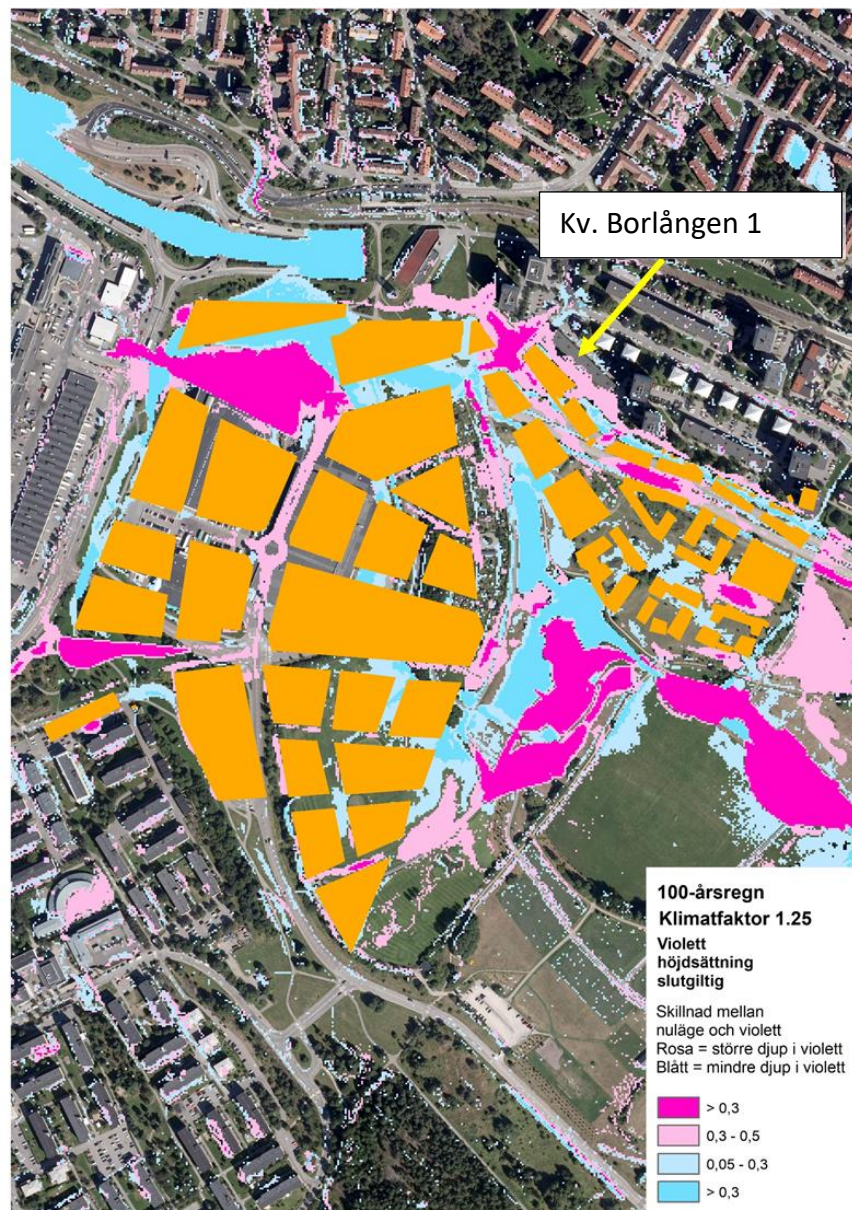 Kv. Borlången 1
100-årsregn
Klimatfaktor 1.25
Violett
höjdsättning
slutgiltig
Skillnad mellan
nuläge och violett
Rosa = större djup i violett
Blått = mindre djup i violett
> 0,3
0,3 - 0,5
0,05 - 0,3
> 0,3